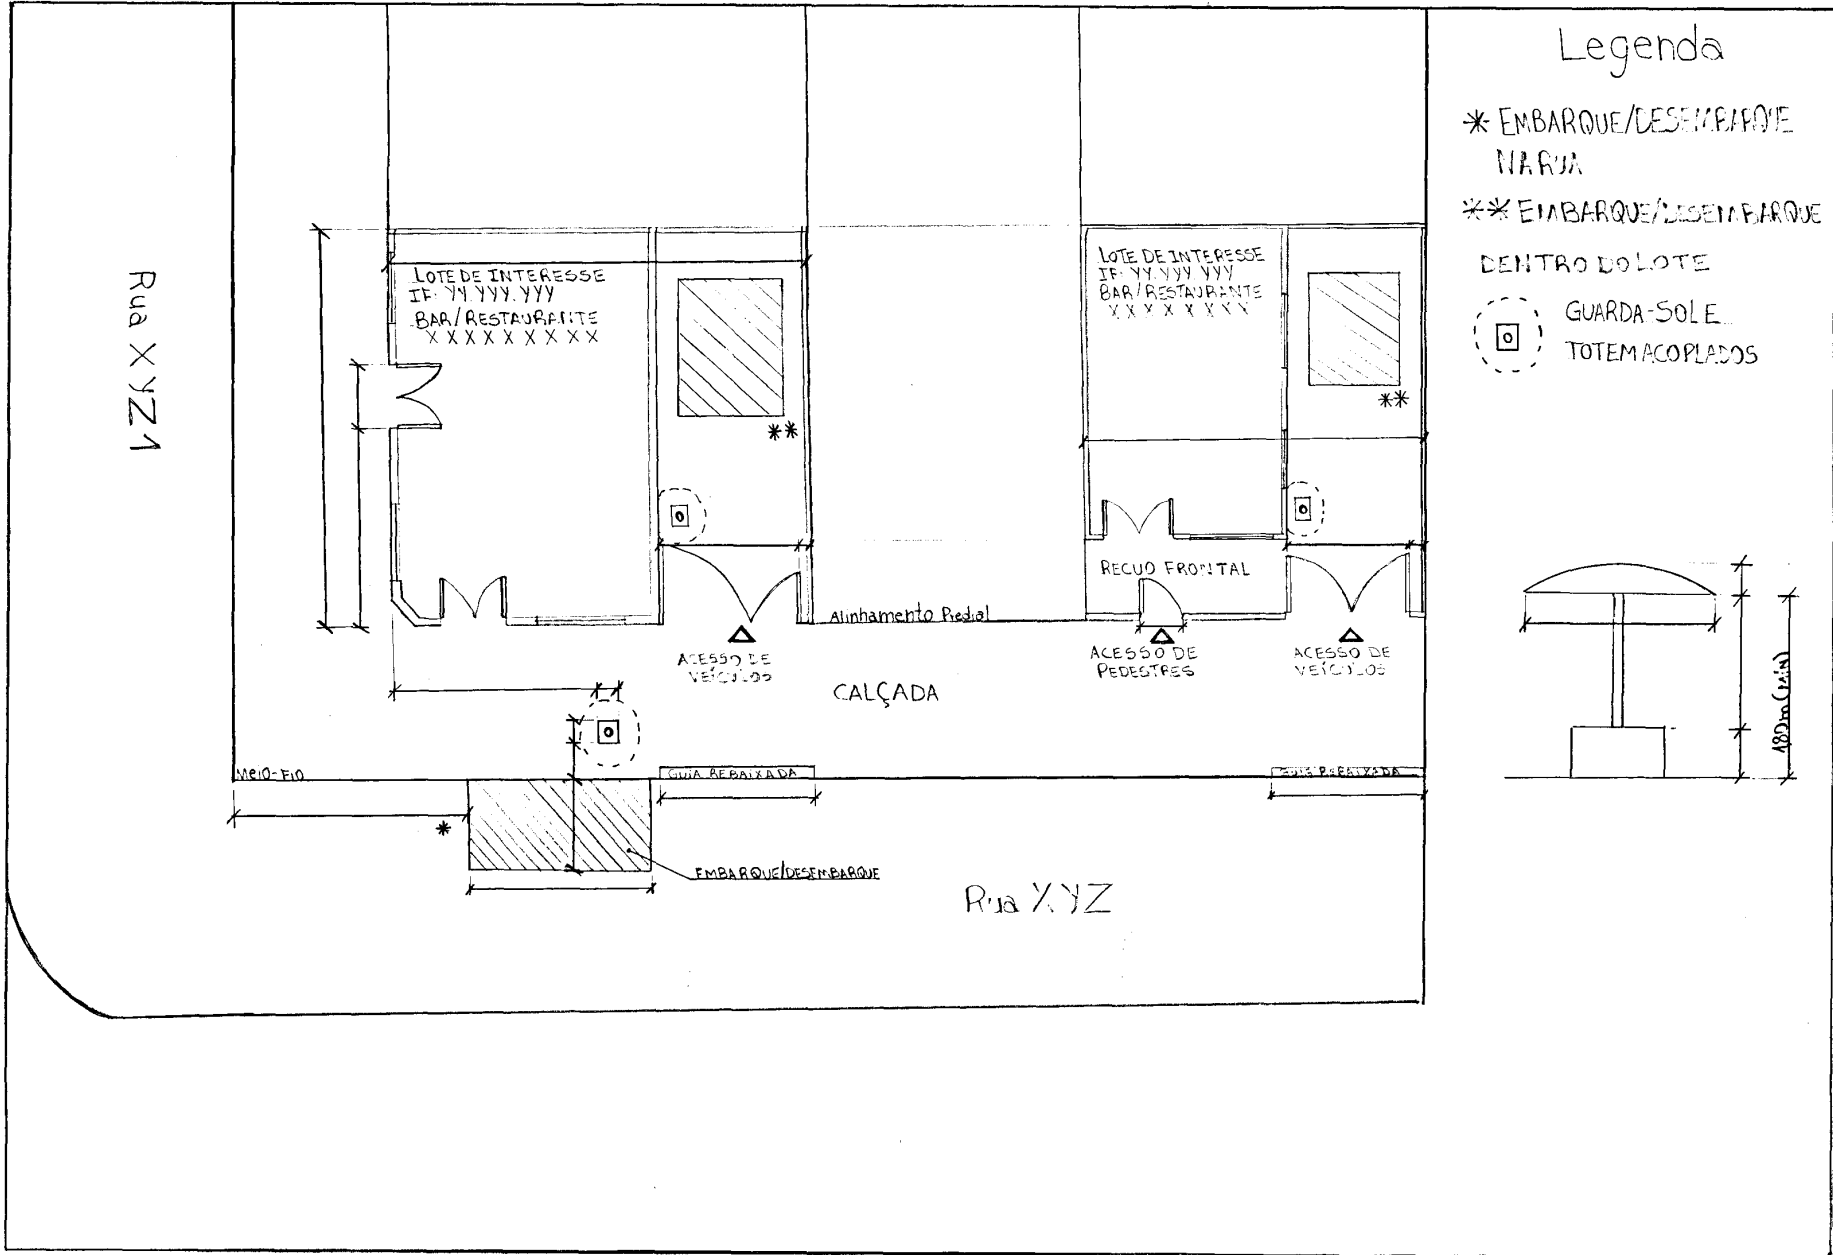 Legenda
* EMBARQUE/DESEMBARQUE
NA RUA
** EMBARQUE/DESEMBARQUE
DENTRO DO LOTE
GUARDA-SOL E
TOTEM ACOPLADOS
Rua XYZ1
LOTE DE INTERESSE
IF: YY.YYY.YYY
BAR/RESTAURANTE
XXXXXXXXX
**
LOTE DE INTERESSE
IF: YY.YYY.YYY
BAR/RESTAURANTE
XXXXXXXX
**
RECUO FRONTAL
Alinhamento Predial
ACESSO DE
VEÍCULOS
ACESSO DE
PEDESTRES
ACESSO DE
VEÍCULOS
CALÇADA
MEIO-FIO
GUIA REBAIXADA
GUIA REBAIXADA
*
EMBARQUE/DESEMBARQUE
Rua XYZ